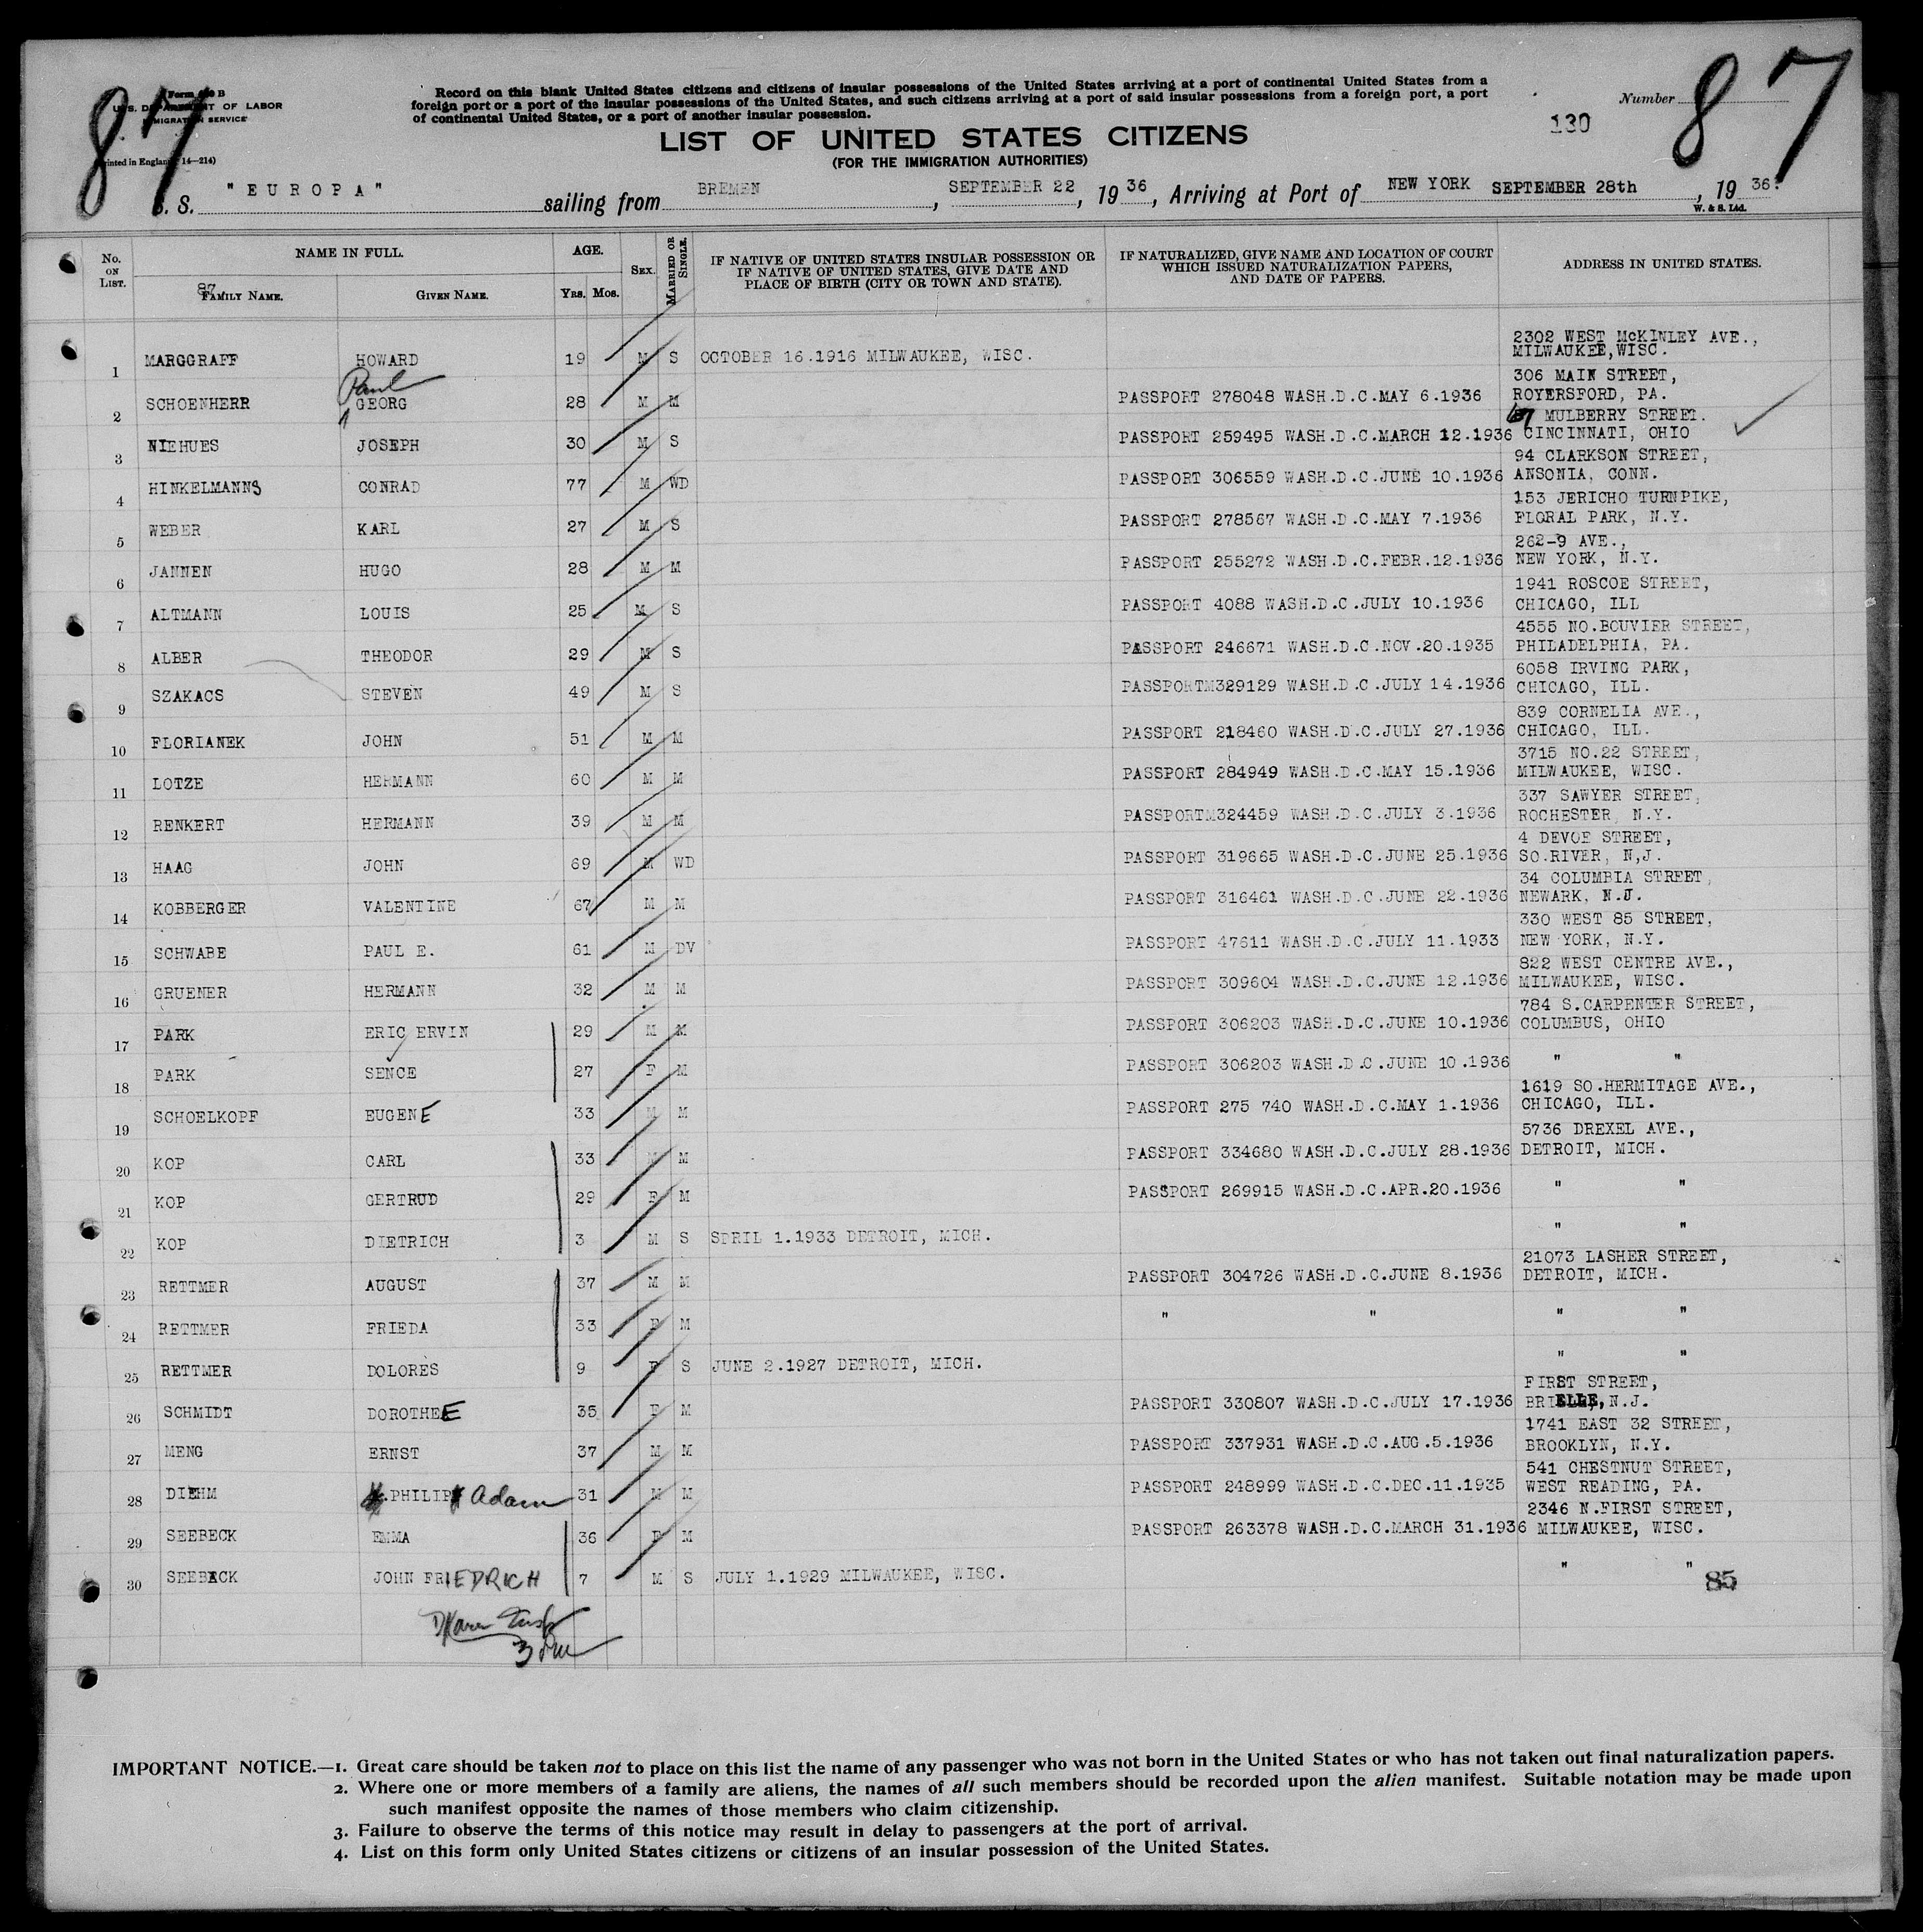 87
87
Form 630 B
U. S. DEPARTMENT OF LABOR
IMMIGRATION SERVICE
(Printed in England 14—214)
Record on this blank United States citizens and citizens of insular possessions of the United States arriving at a port of continental United States from a
foreign port or a port of the insular possessions of the United States, and such citizens arriving at a port of said insular possessions from a foreign port, a port
of continental United States, or a port of another insular possession.
Number
130
LIST OF UNITED STATES CITIZENS
(FOR THE IMMIGRATION AUTHORITIES)
S. S. "EUROPA" sailing from BREMEN, SEPTEMBER 22, 1936, Arriving at Port of NEW YORK SEPTEMBER 28th, 1936.
W. & S. Ltd.
No. ON LIST. NAME IN FULL. AGE. SEX. MARRIED OR SINGLE. IF NATIVE OF UNITED STATES INSULAR POSSESSION OR IF NATIVE OF UNITED STATES, GIVE DATE AND PLACE OF BIRTH (CITY OR TOWN AND STATE). IF NATURALIZED, GIVE NAME AND LOCATION OF COURT WHICH ISSUED NATURALIZATION PAPERS, AND DATE OF PAPERS. ADDRESS IN UNITED STATES.
87
FAMILY NAME. GIVEN NAME. YRS. MOS.
1 MARGGRAFF HOWARD 19 M S OCTOBER 16.1916 MILWAUKEE, WISC. 2302 WEST McKINLEY AVE., MILWAUKEE,WISC.
2 SCHOENHERR Paul GEORG 28 M M PASSPORT 278048 WASH.D.C.MAY 6.1936 306 MAIN STREET, ROYERSFORD, PA.
3 NIEHUES JOSEPH 30 M S PASSPORT 259495 WASH.D.C.MARCH 12.1936 MULBERRY STREET. CINCINNATI, OHIO
4 HINKELMANNS CONRAD 77 M WD PASSPORT 306559 WASH.D.C.JUNE 10.1936 94 CLARKSON STREET, ANSONIA, CONN.
5 WEBER KARL 27 M S PASSPORT 278567 WASH.D.C.MAY 7.1936 153 JERICHO TURNPIKE, FLORAL PARK, N.Y.
6 JANNEN HUGO 28 M M PASSPORT 255272 WASH.D.C.FEBR.12.1936 262-9 AVE., NEW YORK, N.Y.
7 ALTMANN LOUIS 25 M S PASSPORT 4088 WASH.D.C.JULY 10.1936 1941 ROSCOE STREET, CHICAGO, ILL
8 ALBER THEODOR 29 M S PASSPORT 246671 WASH.D.C.NOV.20.1935 4555 NO.BOUVIER STREET, PHILADELPHIA, PA.
9 SZAKACS STEVEN 49 M S PASSPORTM329129 WASH.D.C.JULY 14.1936 6058 IRVING PARK, CHICAGO, ILL.
10 FLORIANEK JOHN 51 M M PASSPORT 218460 WASH.D.C.JULY 27.1936 839 CORNELIA AVE., CHICAGO, ILL.
11 LOTZE HERMANN 60 M M PASSPORT 284949 WASH.D.C.MAY 15.1936 3715 NO.22 STREET, MILWAUKEE, WISC.
12 RENKERT HERMANN 39 M M PASSPORTM324459 WASH.D.C.JULY 3.1936 337 SAWYER STREET, ROCHESTER, N.Y.
13 HAAG JOHN 69 M WD PASSPORT 319665 WASH.D.C.JUNE 25.1936 4 DEVOE STREET, SO.RIVER, N,J.
14 KOBBERGER VALENTINE 67 M M PASSPORT 316461 WASH.D.C.JUNE 22.1936 34 COLUMBIA STREET, NEWARK, N.J.
15 SCHWABE PAUL E. 61 M DV PASSPORT 47611 WASH.D.C.JULY 11.1933 330 WEST 85 STREET, NEW YORK, N.Y.
16 GRUENER HERMANN 32 M M PASSPORT 309604 WASH.D.C.JUNE 12.1936 822 WEST CENTRE AVE., MILWAUKEE, WISC.
17 PARK ERIC ERVIN 29 M M PASSPORT 306203 WASH.D.C.JUNE 10.1936 784 S.CARPENTER STREET, COLUMBUS, OHIO
18 PARK SENCE 27 F M PASSPORT 306203 WASH.D.C.JUNE 10.1936 " "
19 SCHOELKOPF EUGENE 33 M M PASSPORT 275 740 WASH.D.C.MAY 1.1936 1619 SO.HERMITAGE AVE., CHICAGO, ILL.
20 KOP CARL 33 M M PASSPORT 334680 WASH.D.C.JULY 28.1936 5736 DREXEL AVE., DETROIT, MICH.
21 KOP GERTRUD 29 F M PASSPORT 269915 WASH.D.C.APR.20.1936 " "
22 KOP DIETRICH 3 M S SPRIL 1.1933 DETROIT, MICH. " "
23 RETTMER AUGUST 37 M M PASSPORT 304726 WASH.D.C.JUNE 8.1936 21073 LASHER STREET, DETROIT, MICH.
24 RETTMER FRIEDA 33 F M " " " "
25 RETTMER DOLORES 9 F S JUNE 2.1927 DETROIT, MICH. " "
26 SCHMIDT DOROTHEE 35 F M PASSPORT 330807 WASH.D.C.JULY 17.1936 FIRST STREET, BRIELLE, N.J.
27 MENG ERNST 37 M M PASSPORT 337931 WASH.D.C.AUG.5.1936 1741 EAST 32 STREET, BROOKLYN, N.Y.
28 DIEHM PHILIP Adam 31 M M PASSPORT 248999 WASH.D.C.DEC.11.1935 541 CHESTNUT STREET, WEST READING, PA.
29 SEEBECK EMMA 36 F M PASSPORT 263378 WASH.D.C.MARCH 31.1936 2346 N.FIRST STREET, MILWAUKEE, WISC.
30 SEEBACK JOHN FRIEDRICH 7 M S JULY 1.1929 MILWAUKEE, WISC. " "
85
IMPORTANT NOTICE.—1. Great care should be taken not to place on this list the name of any passenger who was not born in the United States or who has not taken out final naturalization papers.
2. Where one or more members of a family are aliens, the names of all such members should be recorded upon the alien manifest. Suitable notation may be made upon
such manifest opposite the names of those members who claim citizenship.
3. Failure to observe the terms of this notice may result in delay to passengers at the port of arrival.
4. List on this form only United States citizens or citizens of an insular possession of the United States.